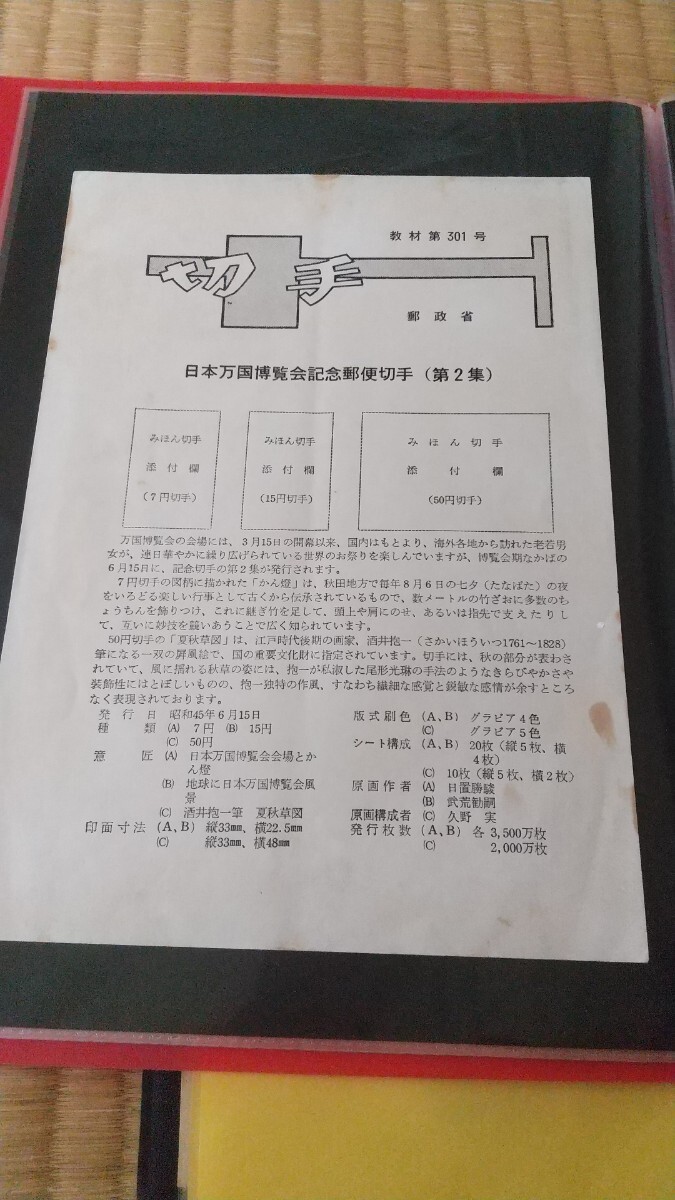 教材第301号
切手
郵政省
日本万国博覧会記念郵便切手（第2集）
みほん切手
添付欄
（7円切手）
みほん切手
添付欄
（15円切手）
みほん切手
添付欄
（50円切手）
万国博覧会の会場には、3月15日の開幕以来、国内はもとより、海外各地から訪れた老若男
女が、連日華やかに繰り広げられている世界のお祭りを楽しんでいますが、博覧会期なかばの
6月15日に、記念切手の第2集が発行されます。
7円切手の図柄に描かれた「かん燈」は、秋田地方で毎年8月6日の七夕（たなばた）の夜
をいろどる楽しい行事として古くから伝承されているもので、数メートルの竹ざおに多数のち
ょうちんを飾りつけ、これに継ぎ竹を足して、頭上や肩にのせ、あるいは指先で支えたりし
て、互いに妙技を競いあうことで広く知られています。
50円切手の「夏秋草図」は、江戸時代後期の画家、酒井抱一（さかいほういつ1761～1828）
筆になる一双の屏風絵で、国の重要文化財に指定されています。切手には、秋の部分が表わさ
れていて、風に揺れる秋草の姿には、抱一が私淑した尾形光琳の手法のようなきらびやかさや
装飾性にはとぼしいものの、抱一独特の作風、すなわち繊細な感覚と鋭敏な感情が余すところ
なく表現されております。
発行日 昭和45年6月15日
種類 (A) 7円 (B) 15円
(C) 50円
意匠 (A) 日本万国博覧会会場とか
ん燈
(B) 地球に日本万国博覧会風
景
(C) 酒井抱一筆 夏秋草図
印面寸法 (A、B) 縦33mm、横22.5mm
(C) 縦33mm、横48mm
版式刷色 (A、B) グラビア4色
(C) グラビア5色
シート構成 (A、B) 20枚（縦5枚、横
4枚）
(C) 10枚（縦5枚、横2枚）
原画作者 (A) 日置勝駿
(B) 武荒勧嗣
原画構成者 (C) 久野 実
発行枚数 (A、B) 各 3,500万枚
(C) 2,000万枚